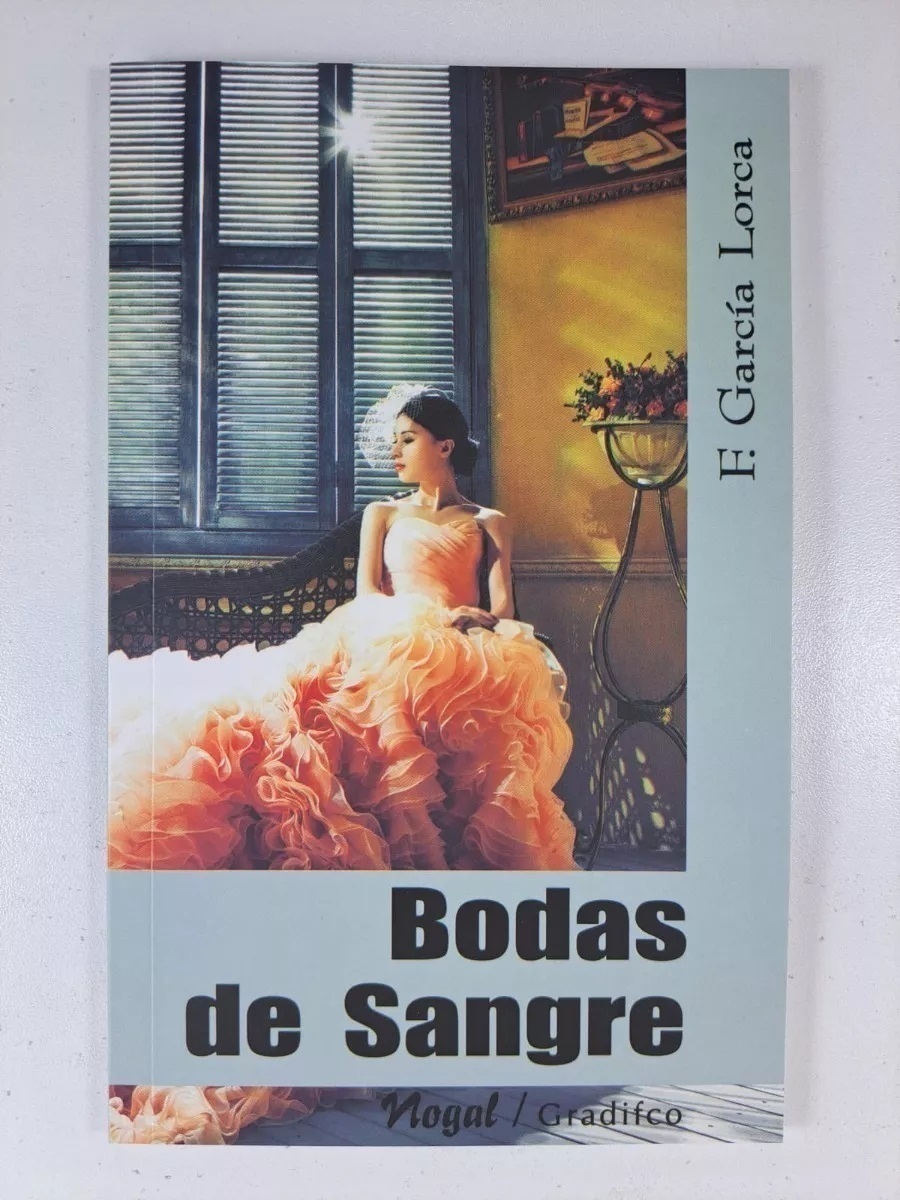 F. García Lorca
Bodas
de Sangre
Nogal / Gradifco